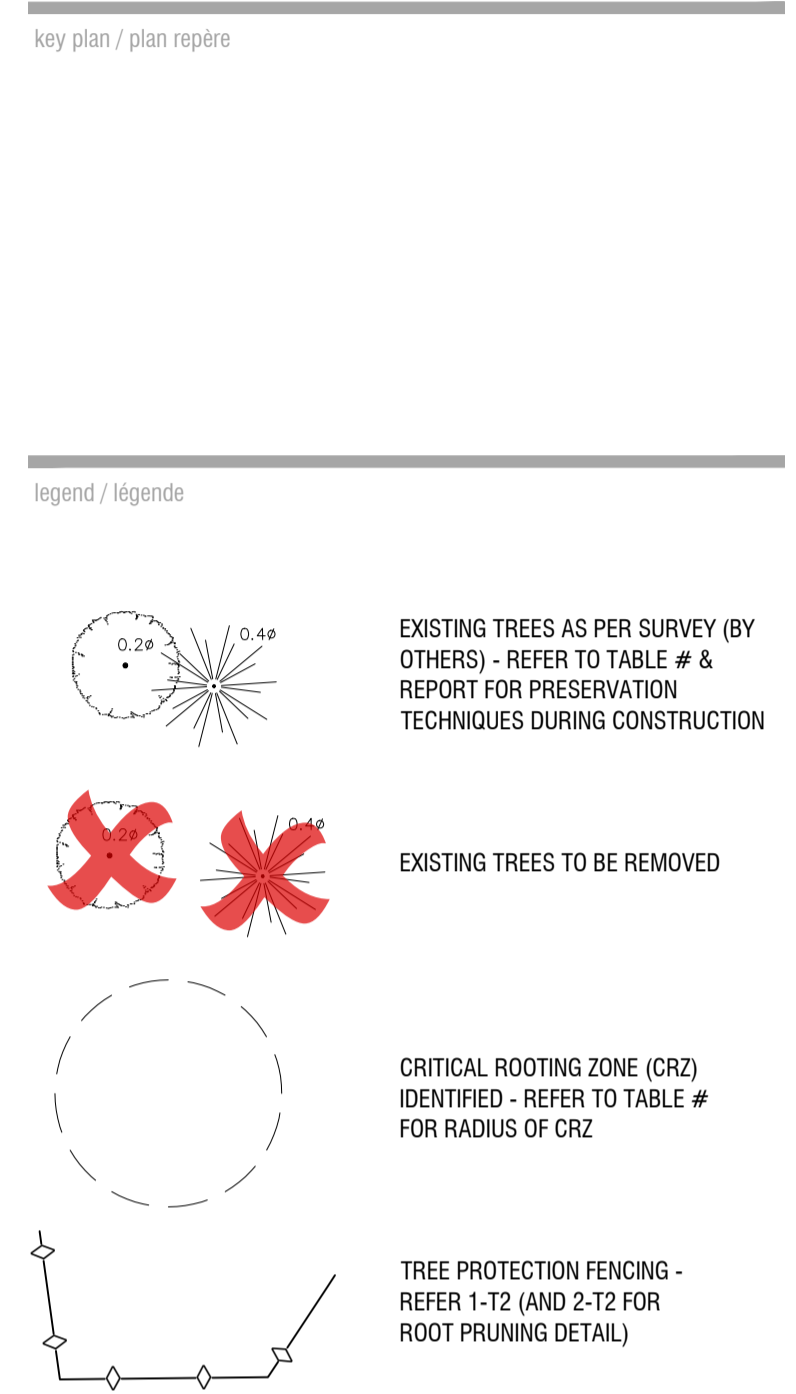 key plan / plan repère
legend / légende
0.2ø
0.4ø
EXISTING TREES AS PER SURVEY (BY
OTHERS) - REFER TO TABLE # &
REPORT FOR PRESERVATION
TECHNIQUES DURING CONSTRUCTION
0.2ø
0.4ø
EXISTING TREES TO BE REMOVED
CRITICAL ROOTING ZONE (CRZ)
IDENTIFIED - REFER TO TABLE #
FOR RADIUS OF CRZ
TREE PROTECTION FENCING -
REFER 1-T2 (AND 2-T2 FOR
ROOT PRUNING DETAIL)